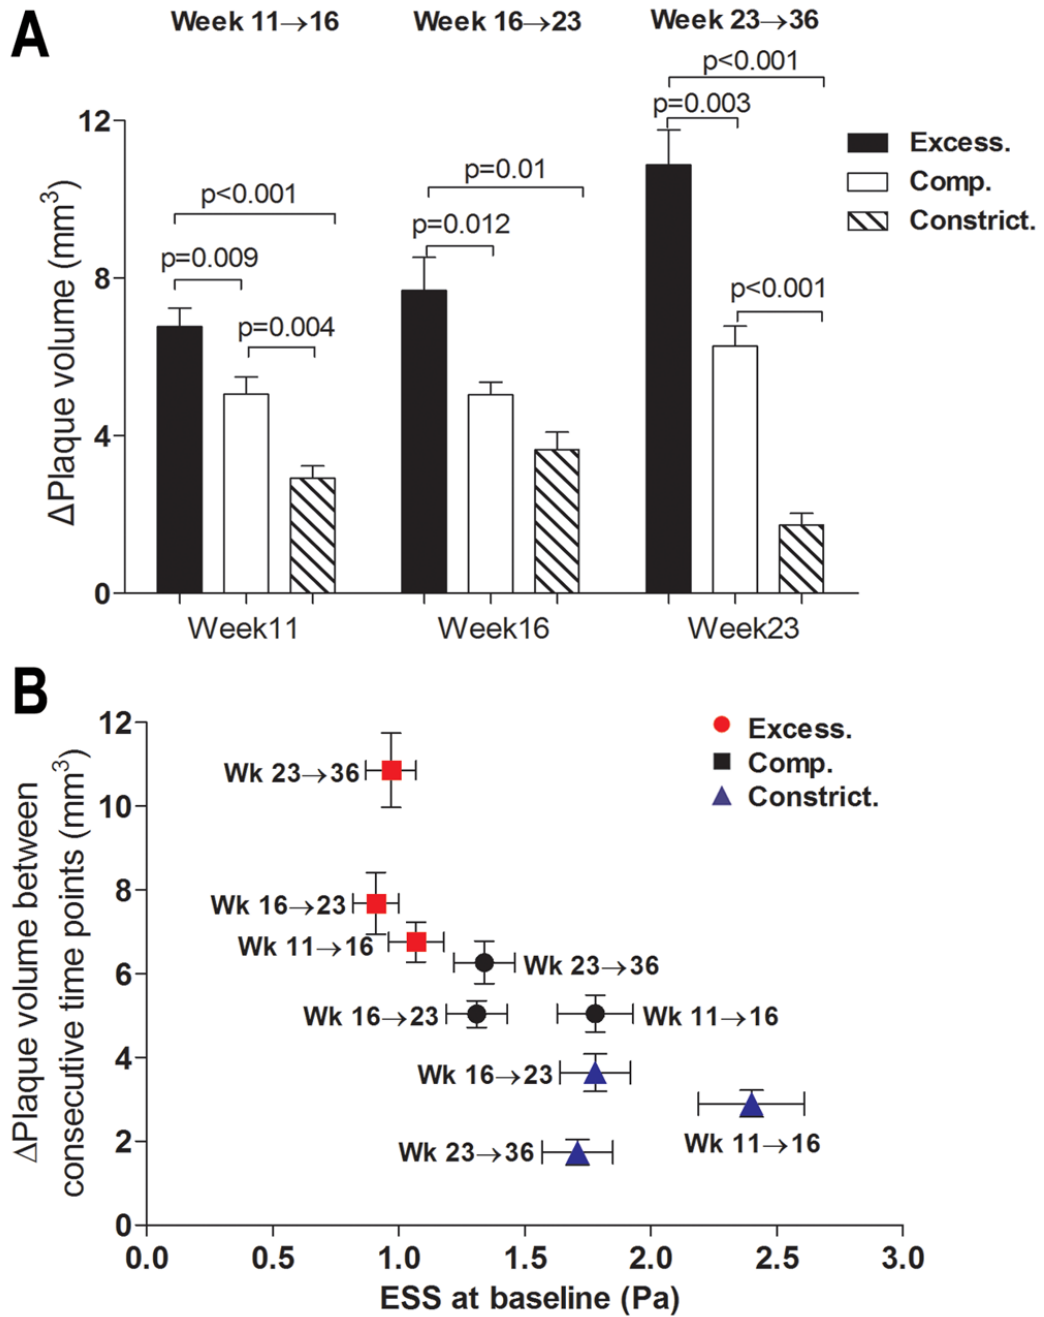 A
Week 11→16 Week 16→23 Week 23→36
p<0.001
p=0.003
12
Excess.
p=0.01
Comp.
p<0.001
p=0.012
Constrict.
p=0.009
8
p<0.001
p=0.004
ΔPlaque volume (mm³)
4
0
Week11 Week16 Week23
B
12
Excess.
Comp.
Wk 23→36
Constrict.
10
8
Wk 16→23
Wk 11→16
Wk 23→36
6
Wk 16→23
Wk 11→16
4
Wk 16→23
Wk 11→16
2
Wk 23→36
0
ΔPlaque volume between
consecutive time points (mm³)
0.0 0.5 1.0 1.5 2.0 2.5 3.0
ESS at baseline (Pa)